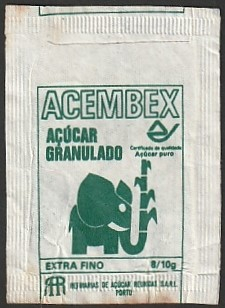 ACEMBEX
AÇÚCAR
GRANULADO
Certificado de qualidade
Açúcar puro
EXTRA FINO 8/10g
REFINARIAS DE AÇÚCAR REUNIDAS S.A.R.L.
PORTO